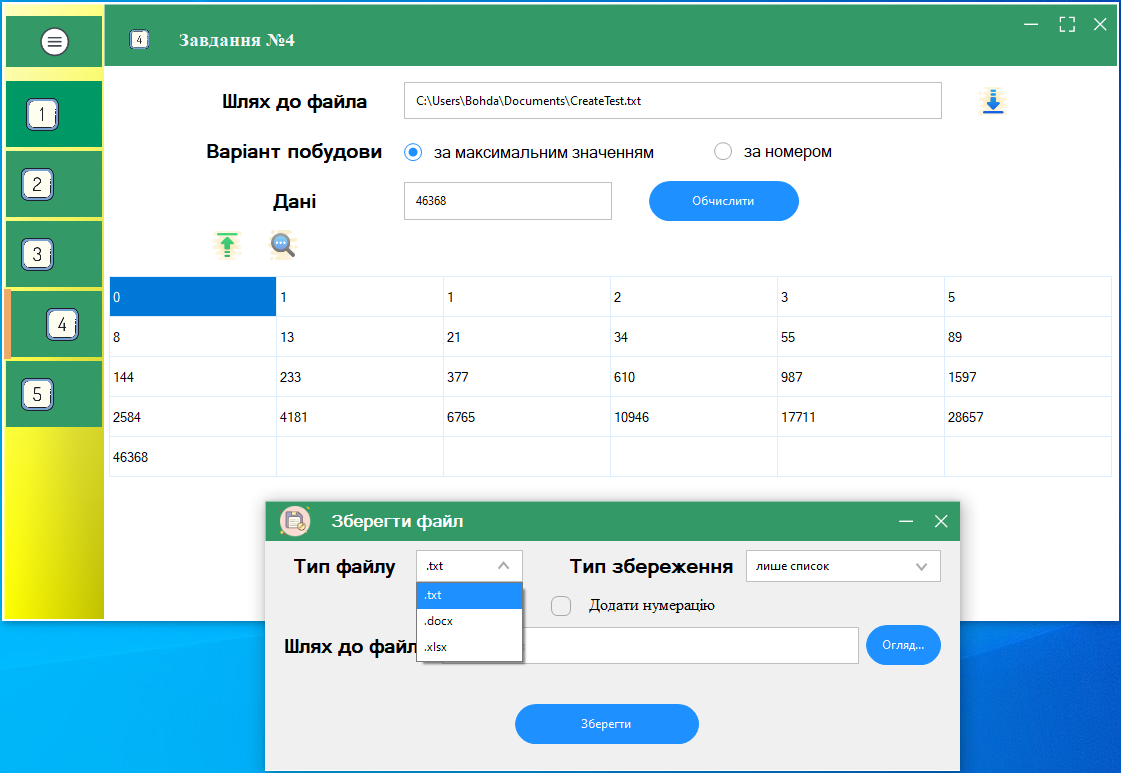 4 Завдання №4
1
2
3
4
5
Шлях до файла C:\Users\Bohda\Documents\CreateTest.txt
Варіант побудови за максимальним значенням за номером
Дані 46368 Обчислити
0 1 1 2 3 5
8 13 21 34 55 89
144 233 377 610 987 1597
2584 4181 6765 10946 17711 28657
46368
Зберегти файл
Тип файлу .txt Тип збереження лише список
.txt
.docx
.xlsx
Додати нумерацію
Шлях до файл Огляд...
Зберегти